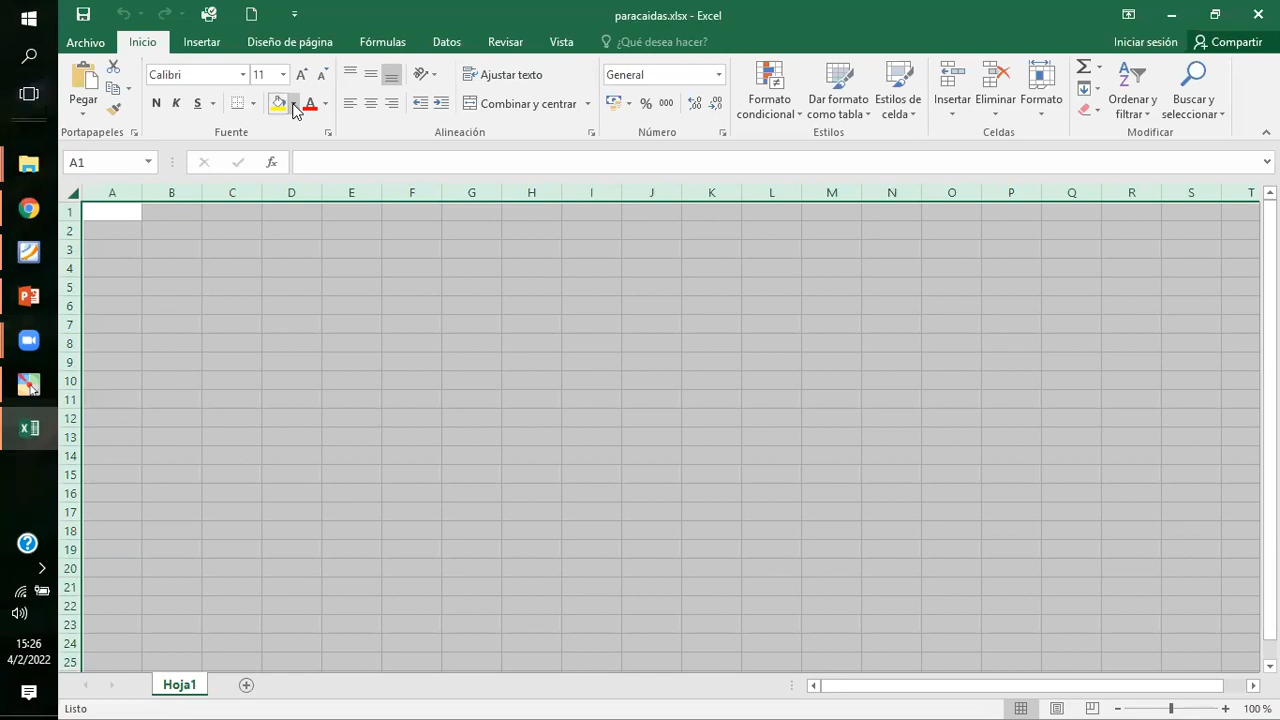 paracaidas.xlsx - Excel
Archivo Inicio Insertar Diseño de página Fórmulas Datos Revisar Vista ¿Qué desea hacer? Iniciar sesión Compartir
Pegar
Calibri 11
N K S A
Ajustar texto
Combinar y centrar
General
% 000
Formato condicional
Dar formato como tabla
Estilos de celda
Insertar Eliminar Formato
Ordenar y filtrar
Buscar y seleccionar
Portapapeles Fuente Alineación Número Estilos Celdas Modificar
A1 fx
A B C D E F G H I J K L M N O P Q R S T
1
2
3
4
5
6
7
8
9
10
11
12
13
14
15
16
17
18
19
20
21
22
23
24
25
Hoja1
Listo 100 %
15:26
4/2/2022